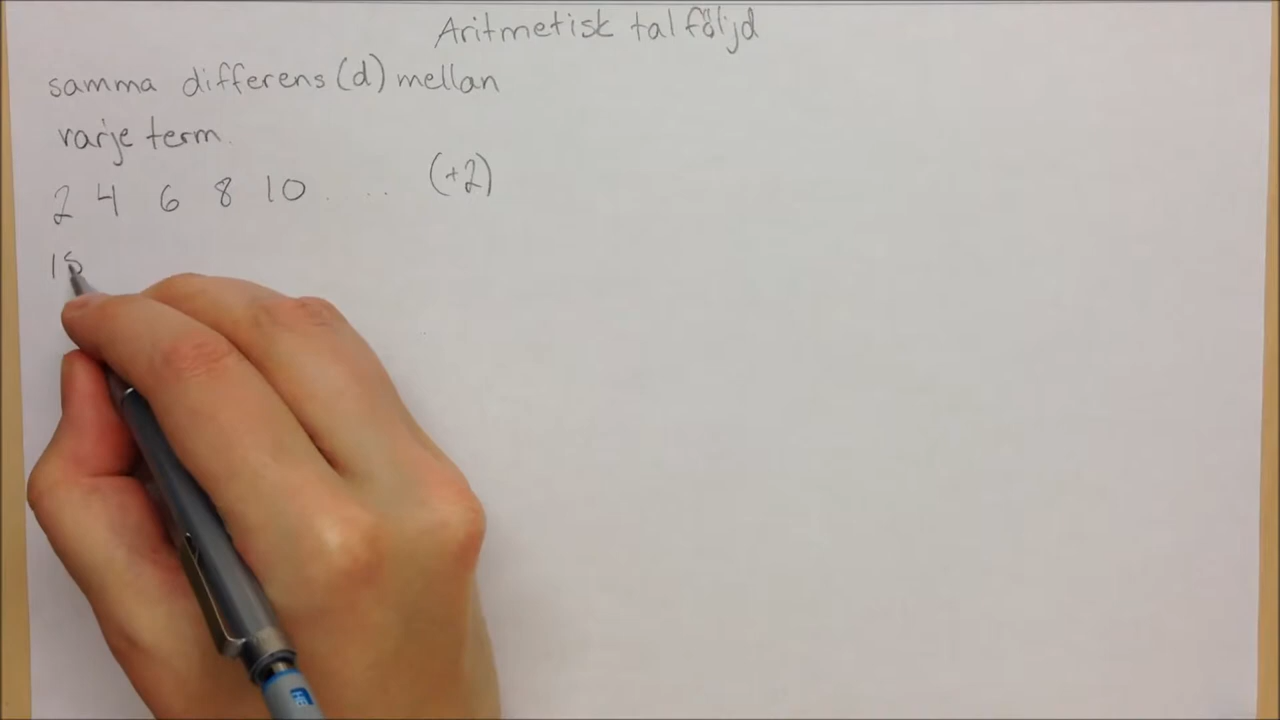 Aritmetisk talföljd
samma differens (d) mellan
varje term.
2 4 6 8 10 . . . (+2)